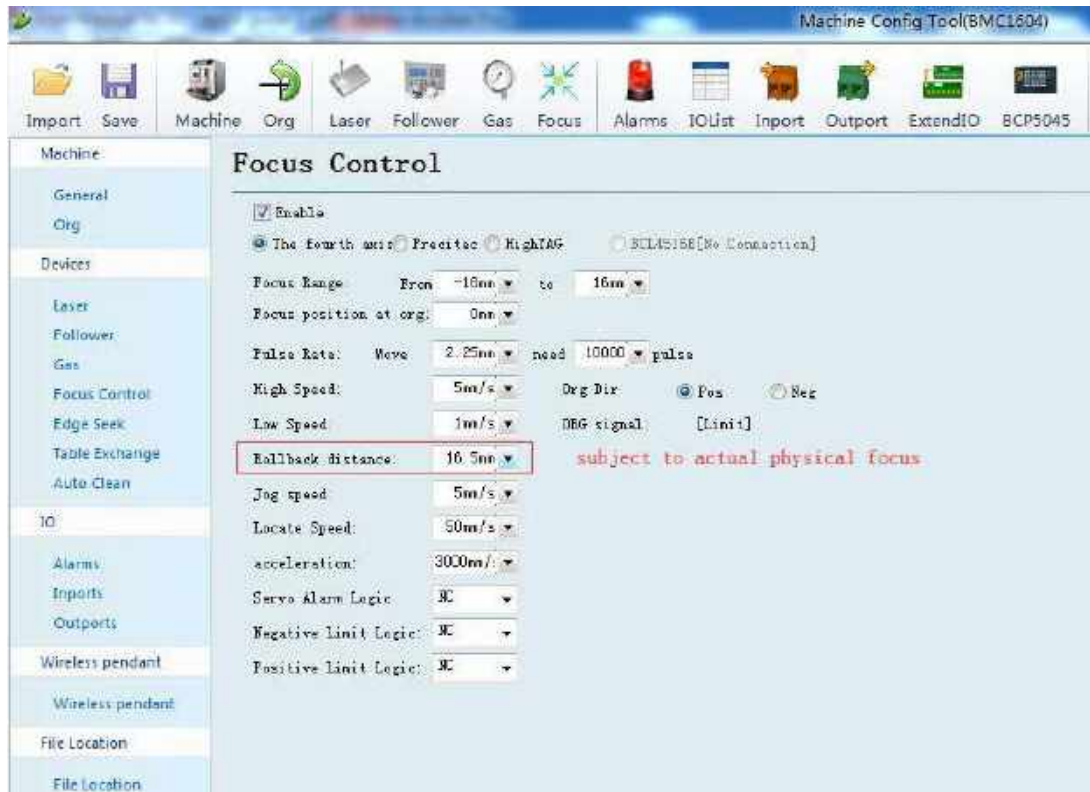 Machine Config Tool(BMC1604)
Import Save Machine Org Laser Follower Gas Focus Alarms IOList Inport Outport ExtendIO BCP5045
Machine
General
Org
Devices
Laser
Follower
Gas
Focus Control
Edge Seek
Table Exchange
Auto Clean
IO
Alarms
Inports
Outports
Wireless pendant
Wireless pendant
File Location
File Location
Focus Control
Enable
The fourth axis Precitec HighYAG [No Connection]
Focus Range From -16mm to 16mm
Focus position at org: 0mm
Pulse Rate: Move 2.25mm need 10000 pulse
High Speed: 5mm/s Org Dir Pos Neg
Low Speed 1mm/s ORG signal: [Limit]
Rollback distance: 16.5mm subject to actual physical focus
Jog speed 5mm/s
Locate Speed: 50mm/s
acceleration: 3000mm/
Servo Alarm Logic NC
Negative Limit Logic: NC
Positive Limit Logic: NC